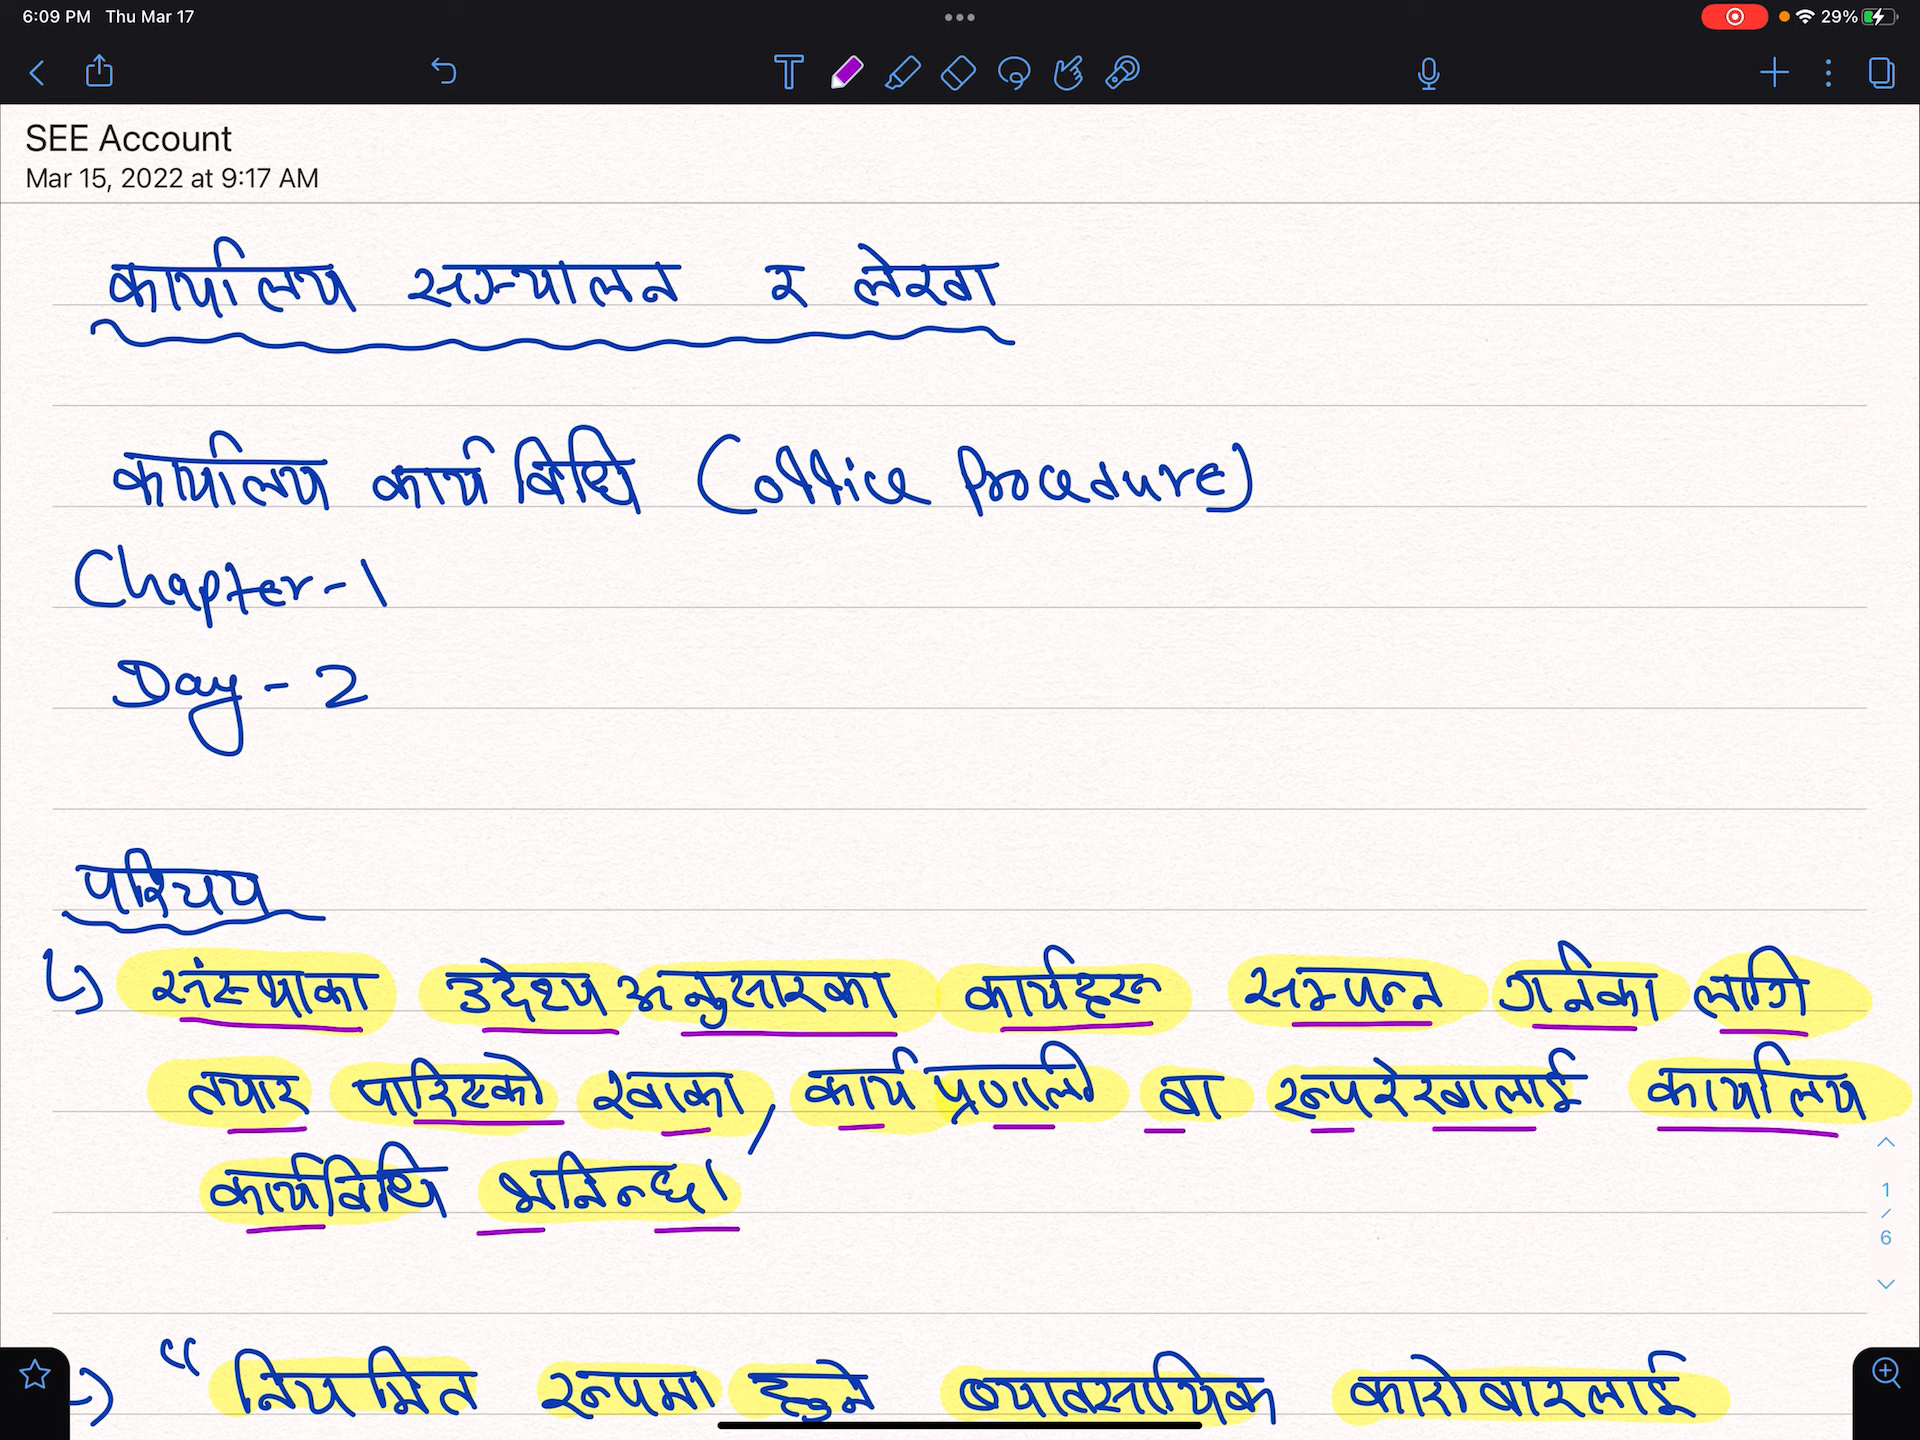 6:09 PM Thu Mar 17
29%
SEE Account
Mar 15, 2022 at 9:17 AM
कार्यालय सञ्चालन र लेखा
कार्यालय कार्य विधि (Office Procedure)
Chapter-1
Day-2
परिचय
संस्थाका उद्देश्य अनुसारका कार्यहरू सम्पन्न गर्नका लागि
तयार पारिएको खाका, कार्य प्रणाली वा रूपरेखालाई कार्यालय
कार्यविधि भनिन्छ।
1
/
6
"नियमित रूपमा हुने व्यावसायिक कारोबारलाई